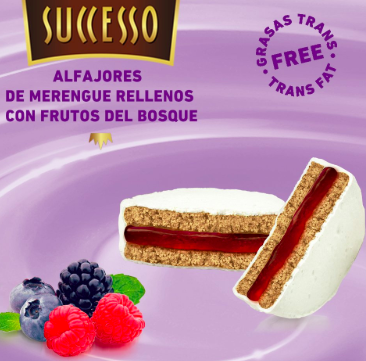 SUCCESSO
ALFAJORES
DE MERENGUE RELLENOS
CON FRUTOS DEL BOSQUE
GRASAS TRANS
FREE
TRANS FAT